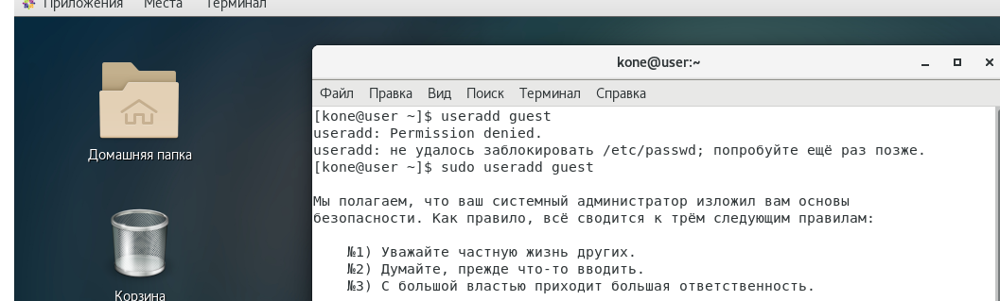 Приложения Места Терминал
kone@user:~
Файл Правка Вид Поиск Терминал Справка
[kone@user ~]$ useradd guest
useradd: Permission denied.
useradd: не удалось заблокировать /etc/passwd; попробуйте ещё раз позже.
[kone@user ~]$ sudo useradd guest
Мы полагаем, что ваш системный администратор изложил вам основы
безопасности. Как правило, всё сводится к трём следующим правилам:
№1) Уважайте частную жизнь других.
№2) Думайте, прежде что-то вводить.
№3) С большой властью приходит большая ответственность.
Домашняя папка
Корзина